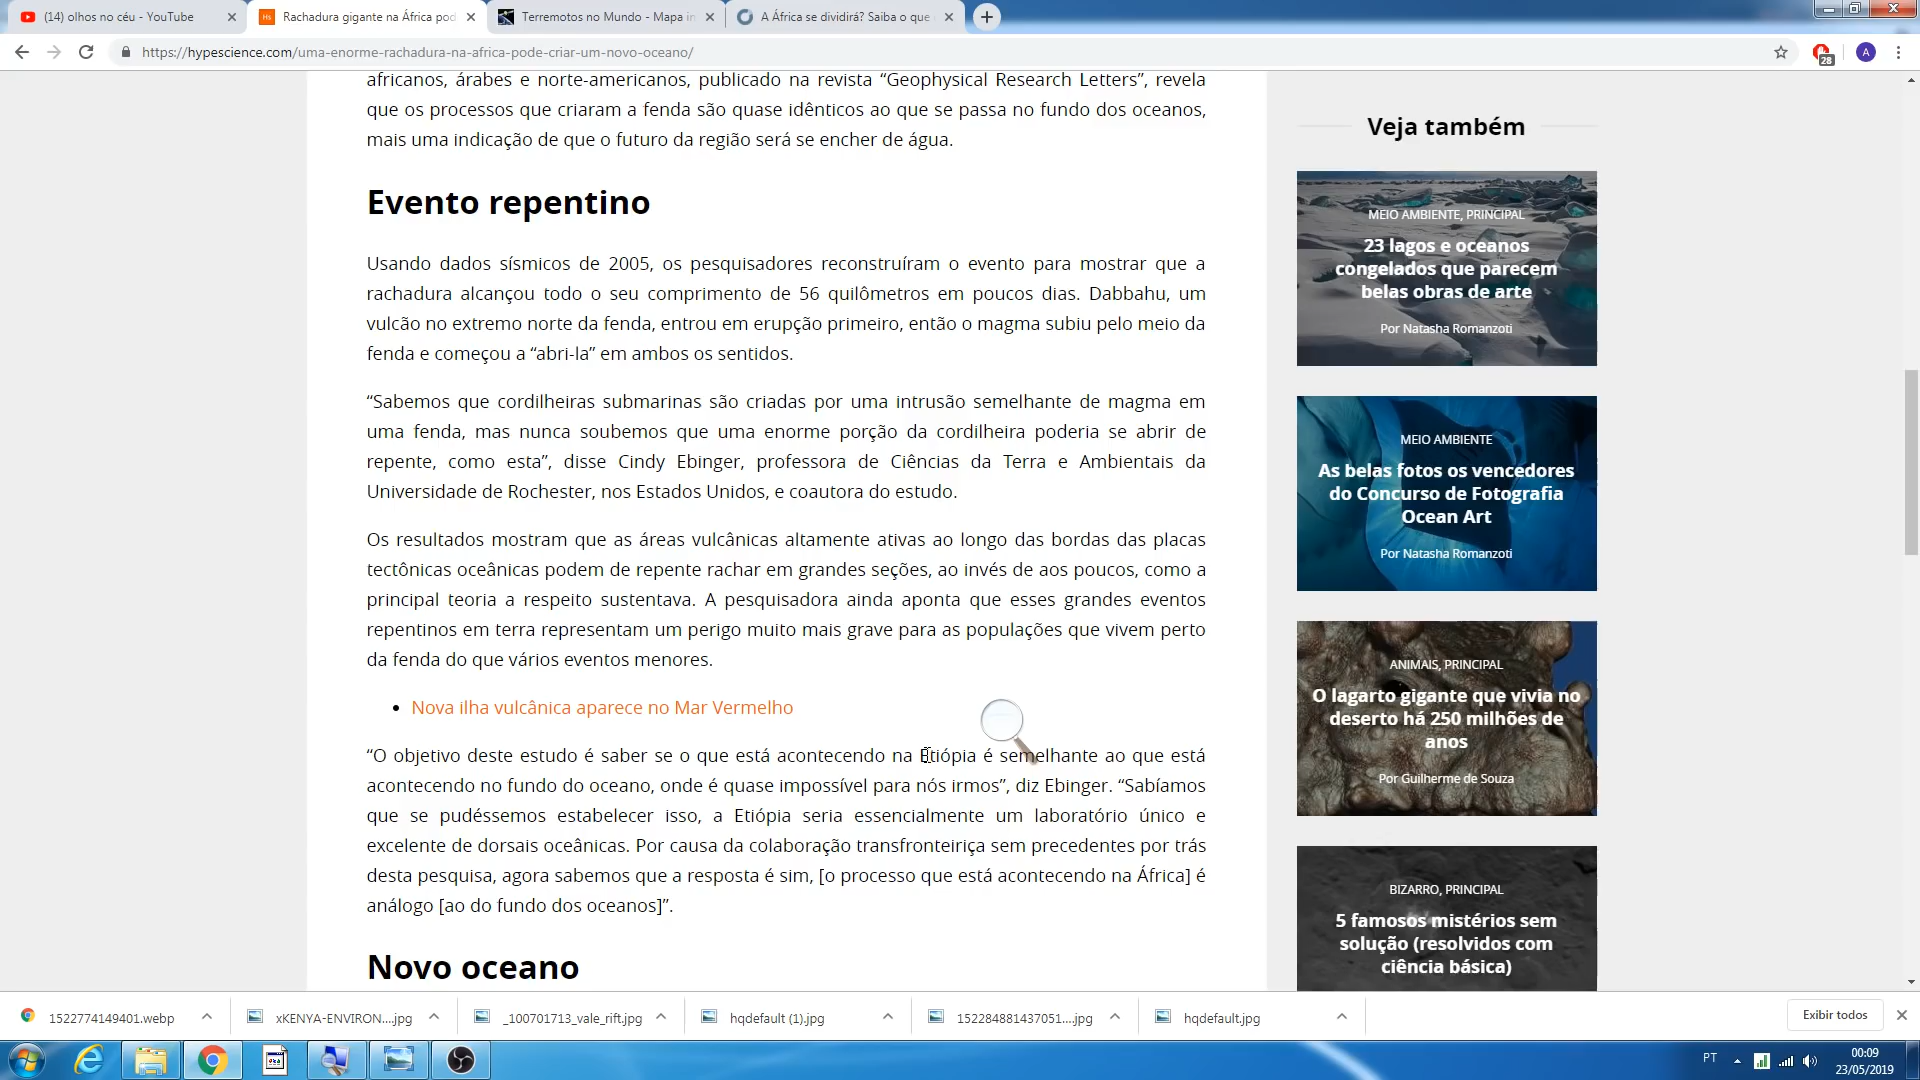 (14) olhos no céu - YouTube
Rachadura gigante na África pod
Terremotos no Mundo - Mapa in
A África se dividirá? Saiba o que
https://hypescience.com/uma-enorme-rachadura-na-africa-pode-criar-um-novo-oceano/
28
A
africanos, árabes e norte-americanos, publicado na revista “Geophysical Research Letters”, revela
que os processos que criaram a fenda são quase idênticos ao que se passa no fundo dos oceanos,
mais uma indicação de que o futuro da região será se encher de água.
Evento repentino
Usando dados sísmicos de 2005, os pesquisadores reconstruíram o evento para mostrar que a
rachadura alcançou todo o seu comprimento de 56 quilômetros em poucos dias. Dabbahu, um
vulcão no extremo norte da fenda, entrou em erupção primeiro, então o magma subiu pelo meio da
fenda e começou a “abri-la” em ambos os sentidos.
“Sabemos que cordilheiras submarinas são criadas por uma intrusão semelhante de magma em
uma fenda, mas nunca soubemos que uma enorme porção da cordilheira poderia se abrir de
repente, como esta”, disse Cindy Ebinger, professora de Ciências da Terra e Ambientais da
Universidade de Rochester, nos Estados Unidos, e coautora do estudo.
Os resultados mostram que as áreas vulcânicas altamente ativas ao longo das bordas das placas
tectônicas oceânicas podem de repente rachar em grandes seções, ao invés de aos poucos, como a
principal teoria a respeito sustentava. A pesquisadora ainda aponta que esses grandes eventos
repentinos em terra representam um perigo muito mais grave para as populações que vivem perto
da fenda do que vários eventos menores.
• Nova ilha vulcânica aparece no Mar Vermelho
“O objetivo deste estudo é saber se o que está acontecendo na Etiópia é semelhante ao que está
acontecendo no fundo do oceano, onde é quase impossível para nós irmos”, diz Ebinger. “Sabíamos
que se pudéssemos estabelecer isso, a Etiópia seria essencialmente um laboratório único e
excelente de dorsais oceânicas. Por causa da colaboração transfronteiriça sem precedentes por trás
desta pesquisa, agora sabemos que a resposta é sim, [o processo que está acontecendo na África] é
análogo [ao do fundo dos oceanos]”.
Novo oceano
Veja também
MEIO AMBIENTE, PRINCIPAL
23 lagos e oceanos
congelados que parecem
belas obras de arte
Por Natasha Romanzoti
MEIO AMBIENTE
As belas fotos os vencedores
do Concurso de Fotografia
Ocean Art
Por Natasha Romanzoti
ANIMAIS, PRINCIPAL
O lagarto gigante que vivia no
deserto há 250 milhões de
anos
Por Guilherme de Souza
BIZARRO, PRINCIPAL
5 famosos mistérios sem
solução (resolvidos com
ciência básica)
1522774149401.webp
xKENYA-ENVIRON....jpg
_100701713_vale_rift.jpg
hqdefault (1).jpg
152284881437051....jpg
hqdefault.jpg
Exibir todos
PT
00:09
23/05/2019